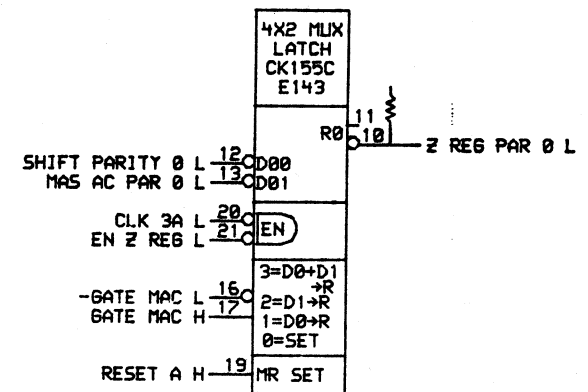 4X2 MUX
LATCH
CK155C
E143
11
R0 10 Z REG PAR 0 L
SHIFT PARITY 0 L 12 D00
MAS AC PAR 0 L 13 D01
CLK 3A L 20
EN Z REG L 21 EN
3=D0+D1
→R
-GATE MAC L 16 2=D1→R
GATE MAC H 17 1=D0→R
0=SET
RESET A H 19 MR SET